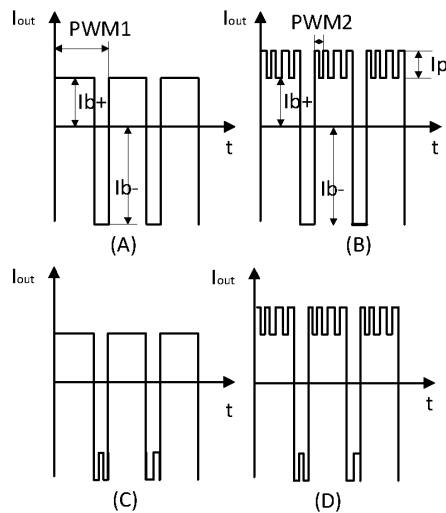 Iout
PWM1
Ib+
t
Ib-
(A)
Iout
PWM2
Ip
Ib+
t
Ib-
(B)
Iout
t
(C)
Iout
t
(D)